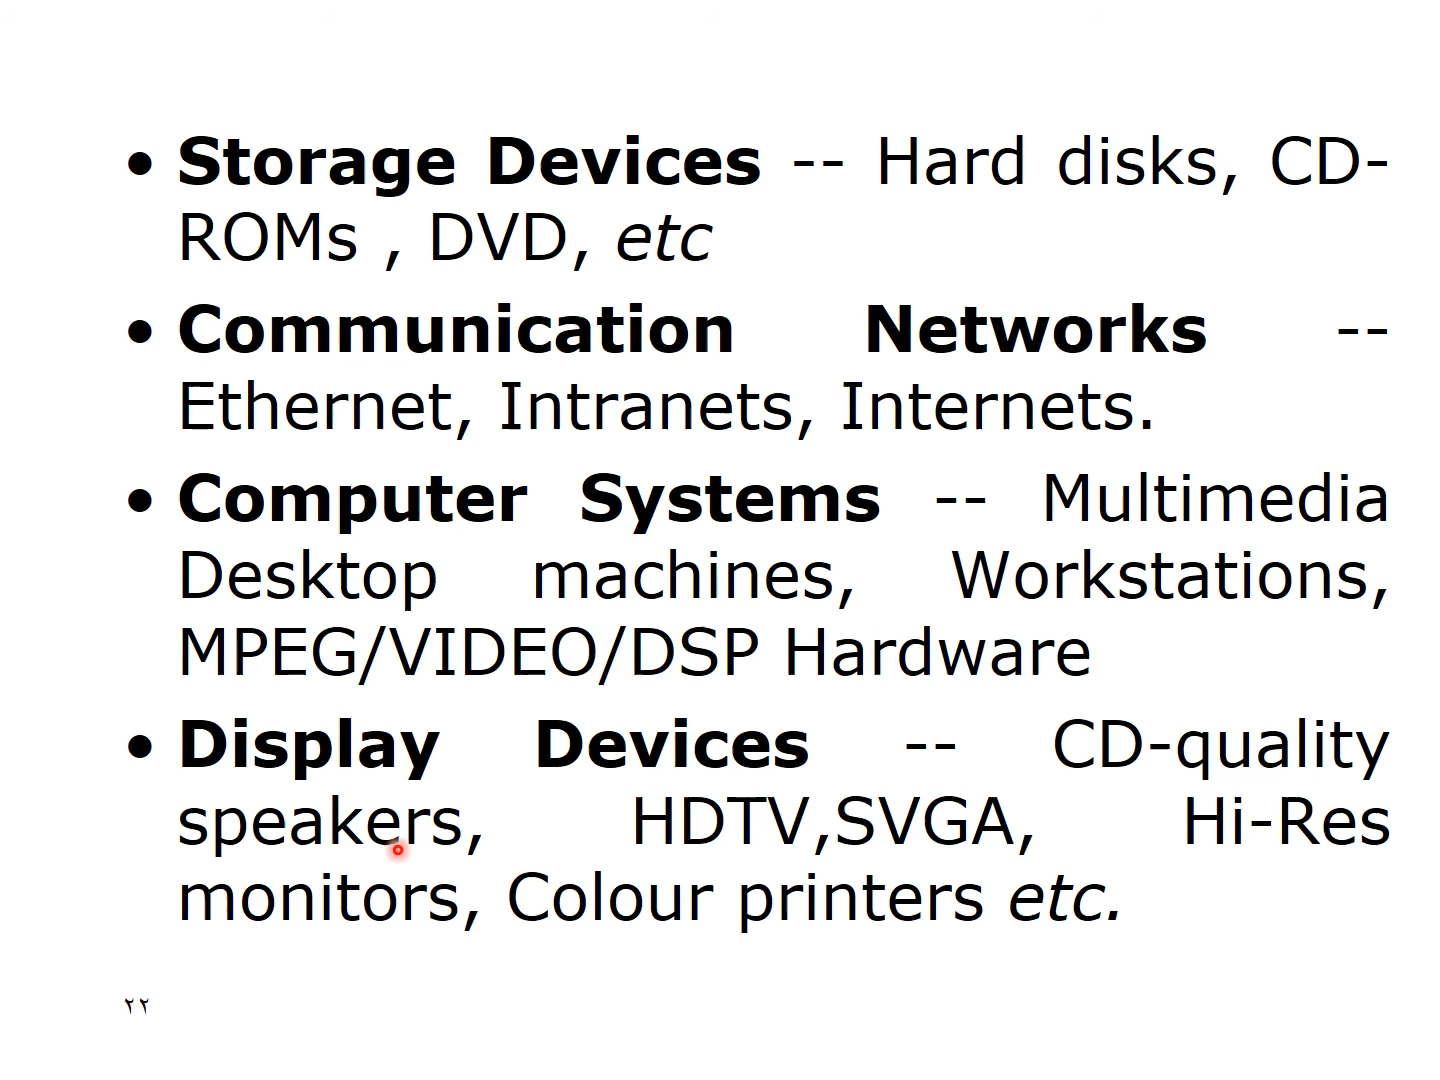 • Storage Devices -- Hard disks, CD-
ROMs , DVD, etc
• Communication Networks --
Ethernet, Intranets, Internets.
• Computer Systems -- Multimedia
Desktop machines, Workstations,
MPEG/VIDEO/DSP Hardware
• Display Devices -- CD-quality
speakers, HDTV,SVGA, Hi-Res
monitors, Colour printers etc.
٢٢